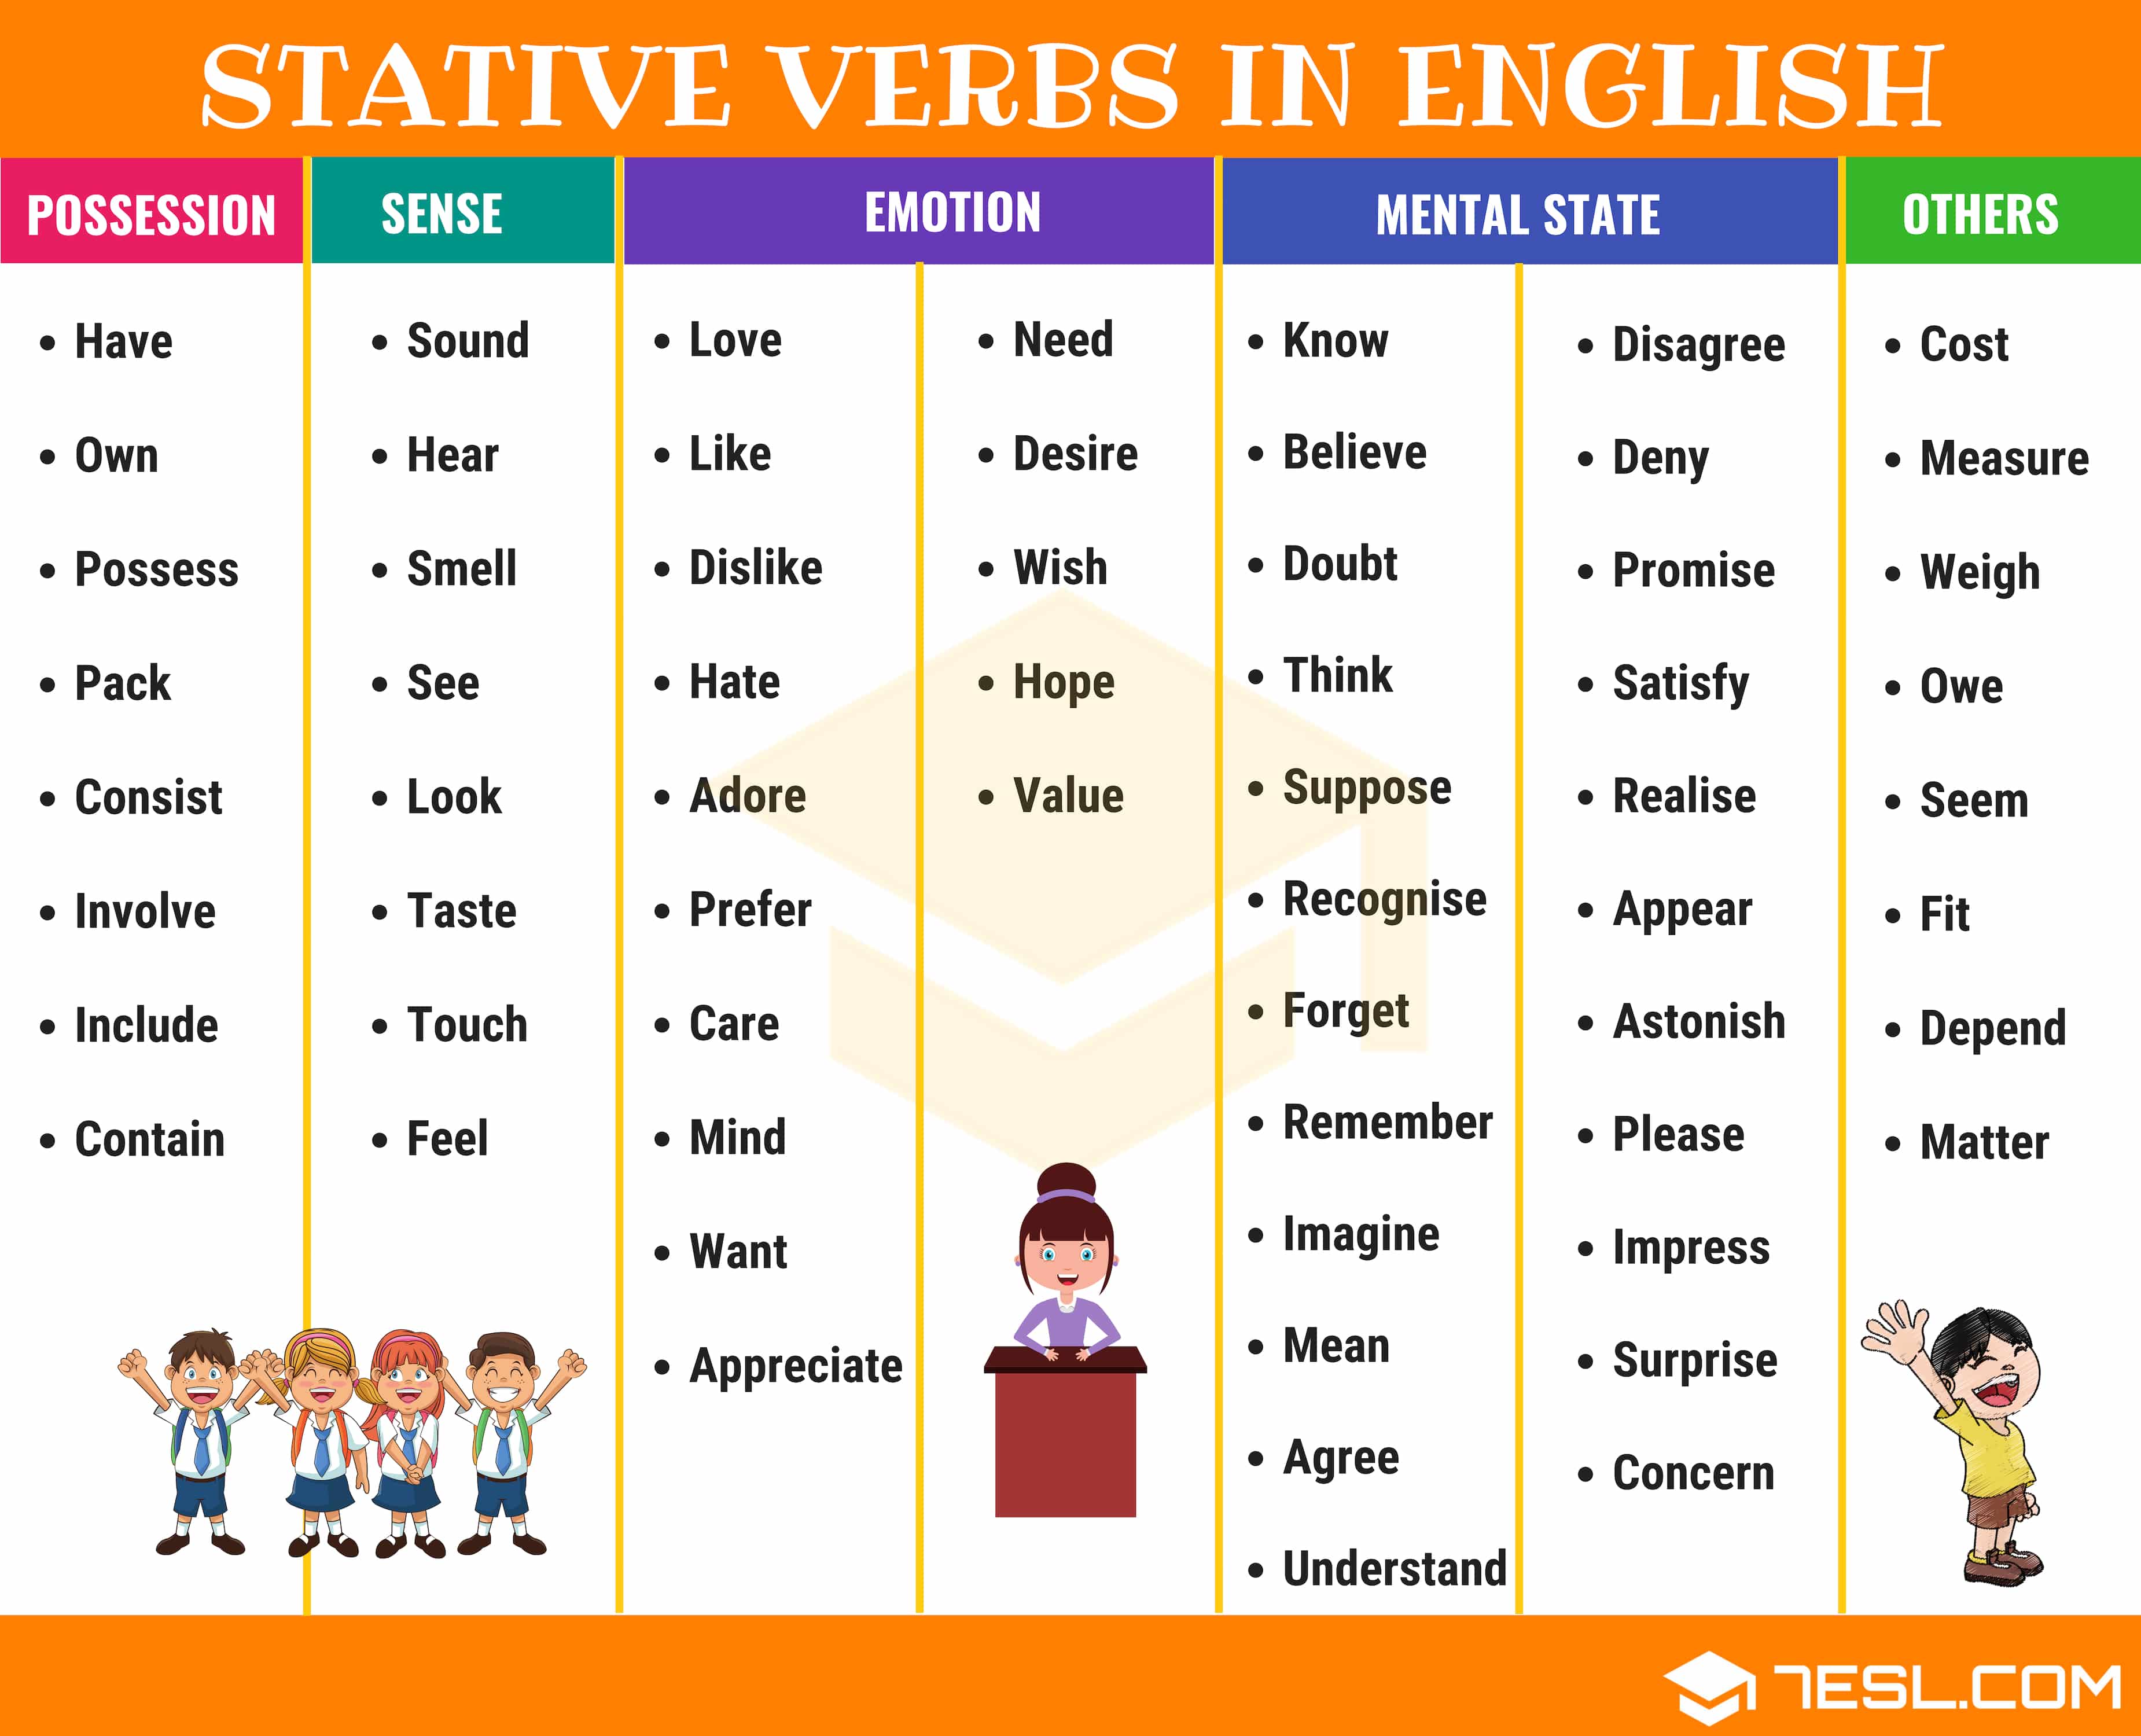 STATIVE VERBS IN ENGLISH
POSSESSION
Have
Own
Possess
Pack
Consist
Involve
Include
Contain
SENSE
Sound
Hear
Smell
See
Look
Taste
Touch
Feel
EMOTION
Love
Like
Dislike
Hate
Adore
Prefer
Care
Mind
Want
Appreciate
Need
Desire
Wish
Hope
Value
MENTAL STATE
Know
Believe
Doubt
Think
Suppose
Recognise
Forget
Remember
Imagine
Mean
Agree
Understand
Disagree
Deny
Promise
Satisfy
Realise
Appear
Astonish
Please
Impress
Surprise
Concern
OTHERS
Cost
Measure
Weigh
Owe
Seem
Fit
Depend
Matter
7ESL.COM